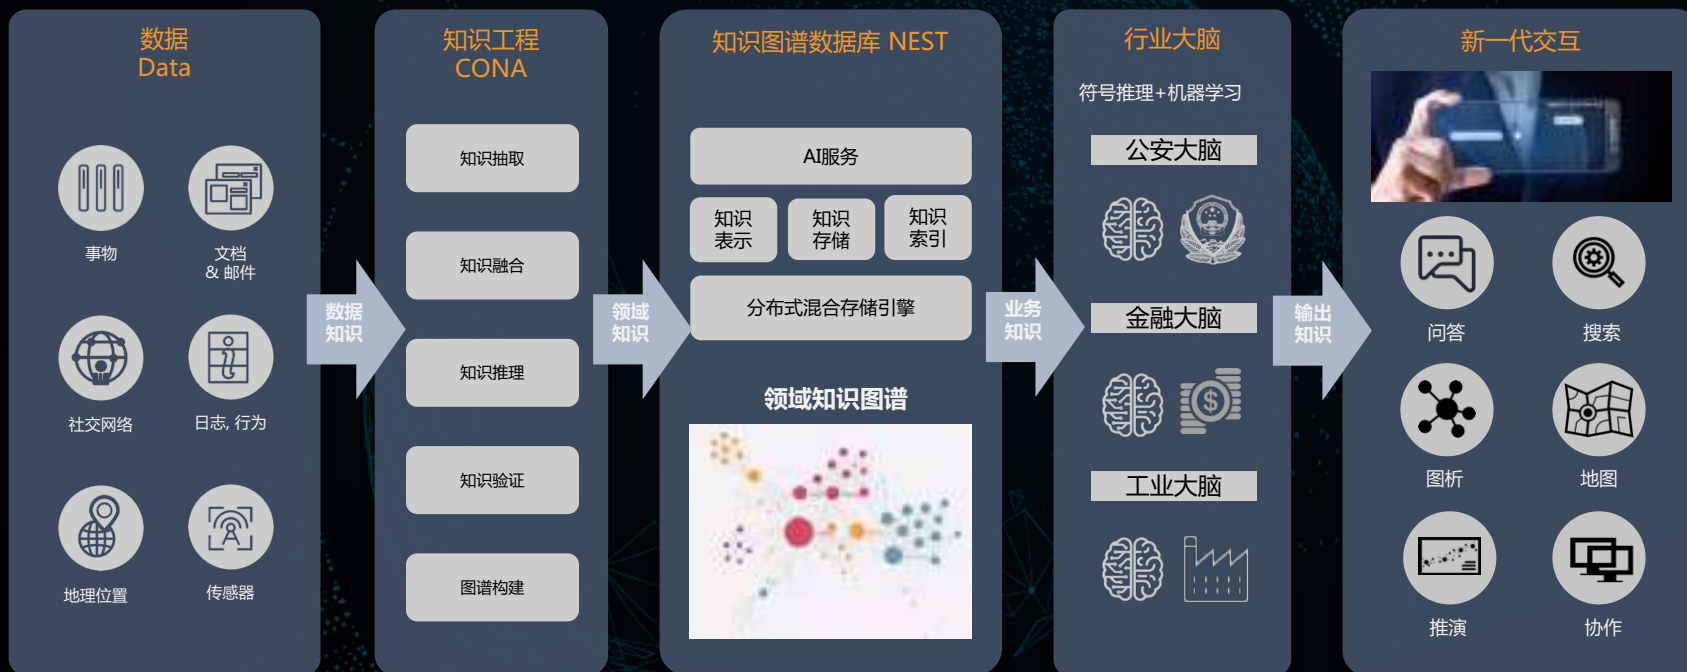 数据
Data
事物
文档
& 邮件
社交网络
日志, 行为
地理位置
传感器
数据
知识
知识工程
CONA
知识抽取
知识融合
知识推理
知识验证
图谱构建
领域
知识
知识图谱数据库 NEST
AI服务
知识
表示
知识
存储
知识
索引
分布式混合存储引擎
领域知识图谱
业务
知识
行业大脑
符号推理+机器学习
公安大脑
金融大脑
工业大脑
输出
知识
新一代交互
问答
搜索
图析
地图
推演
协作